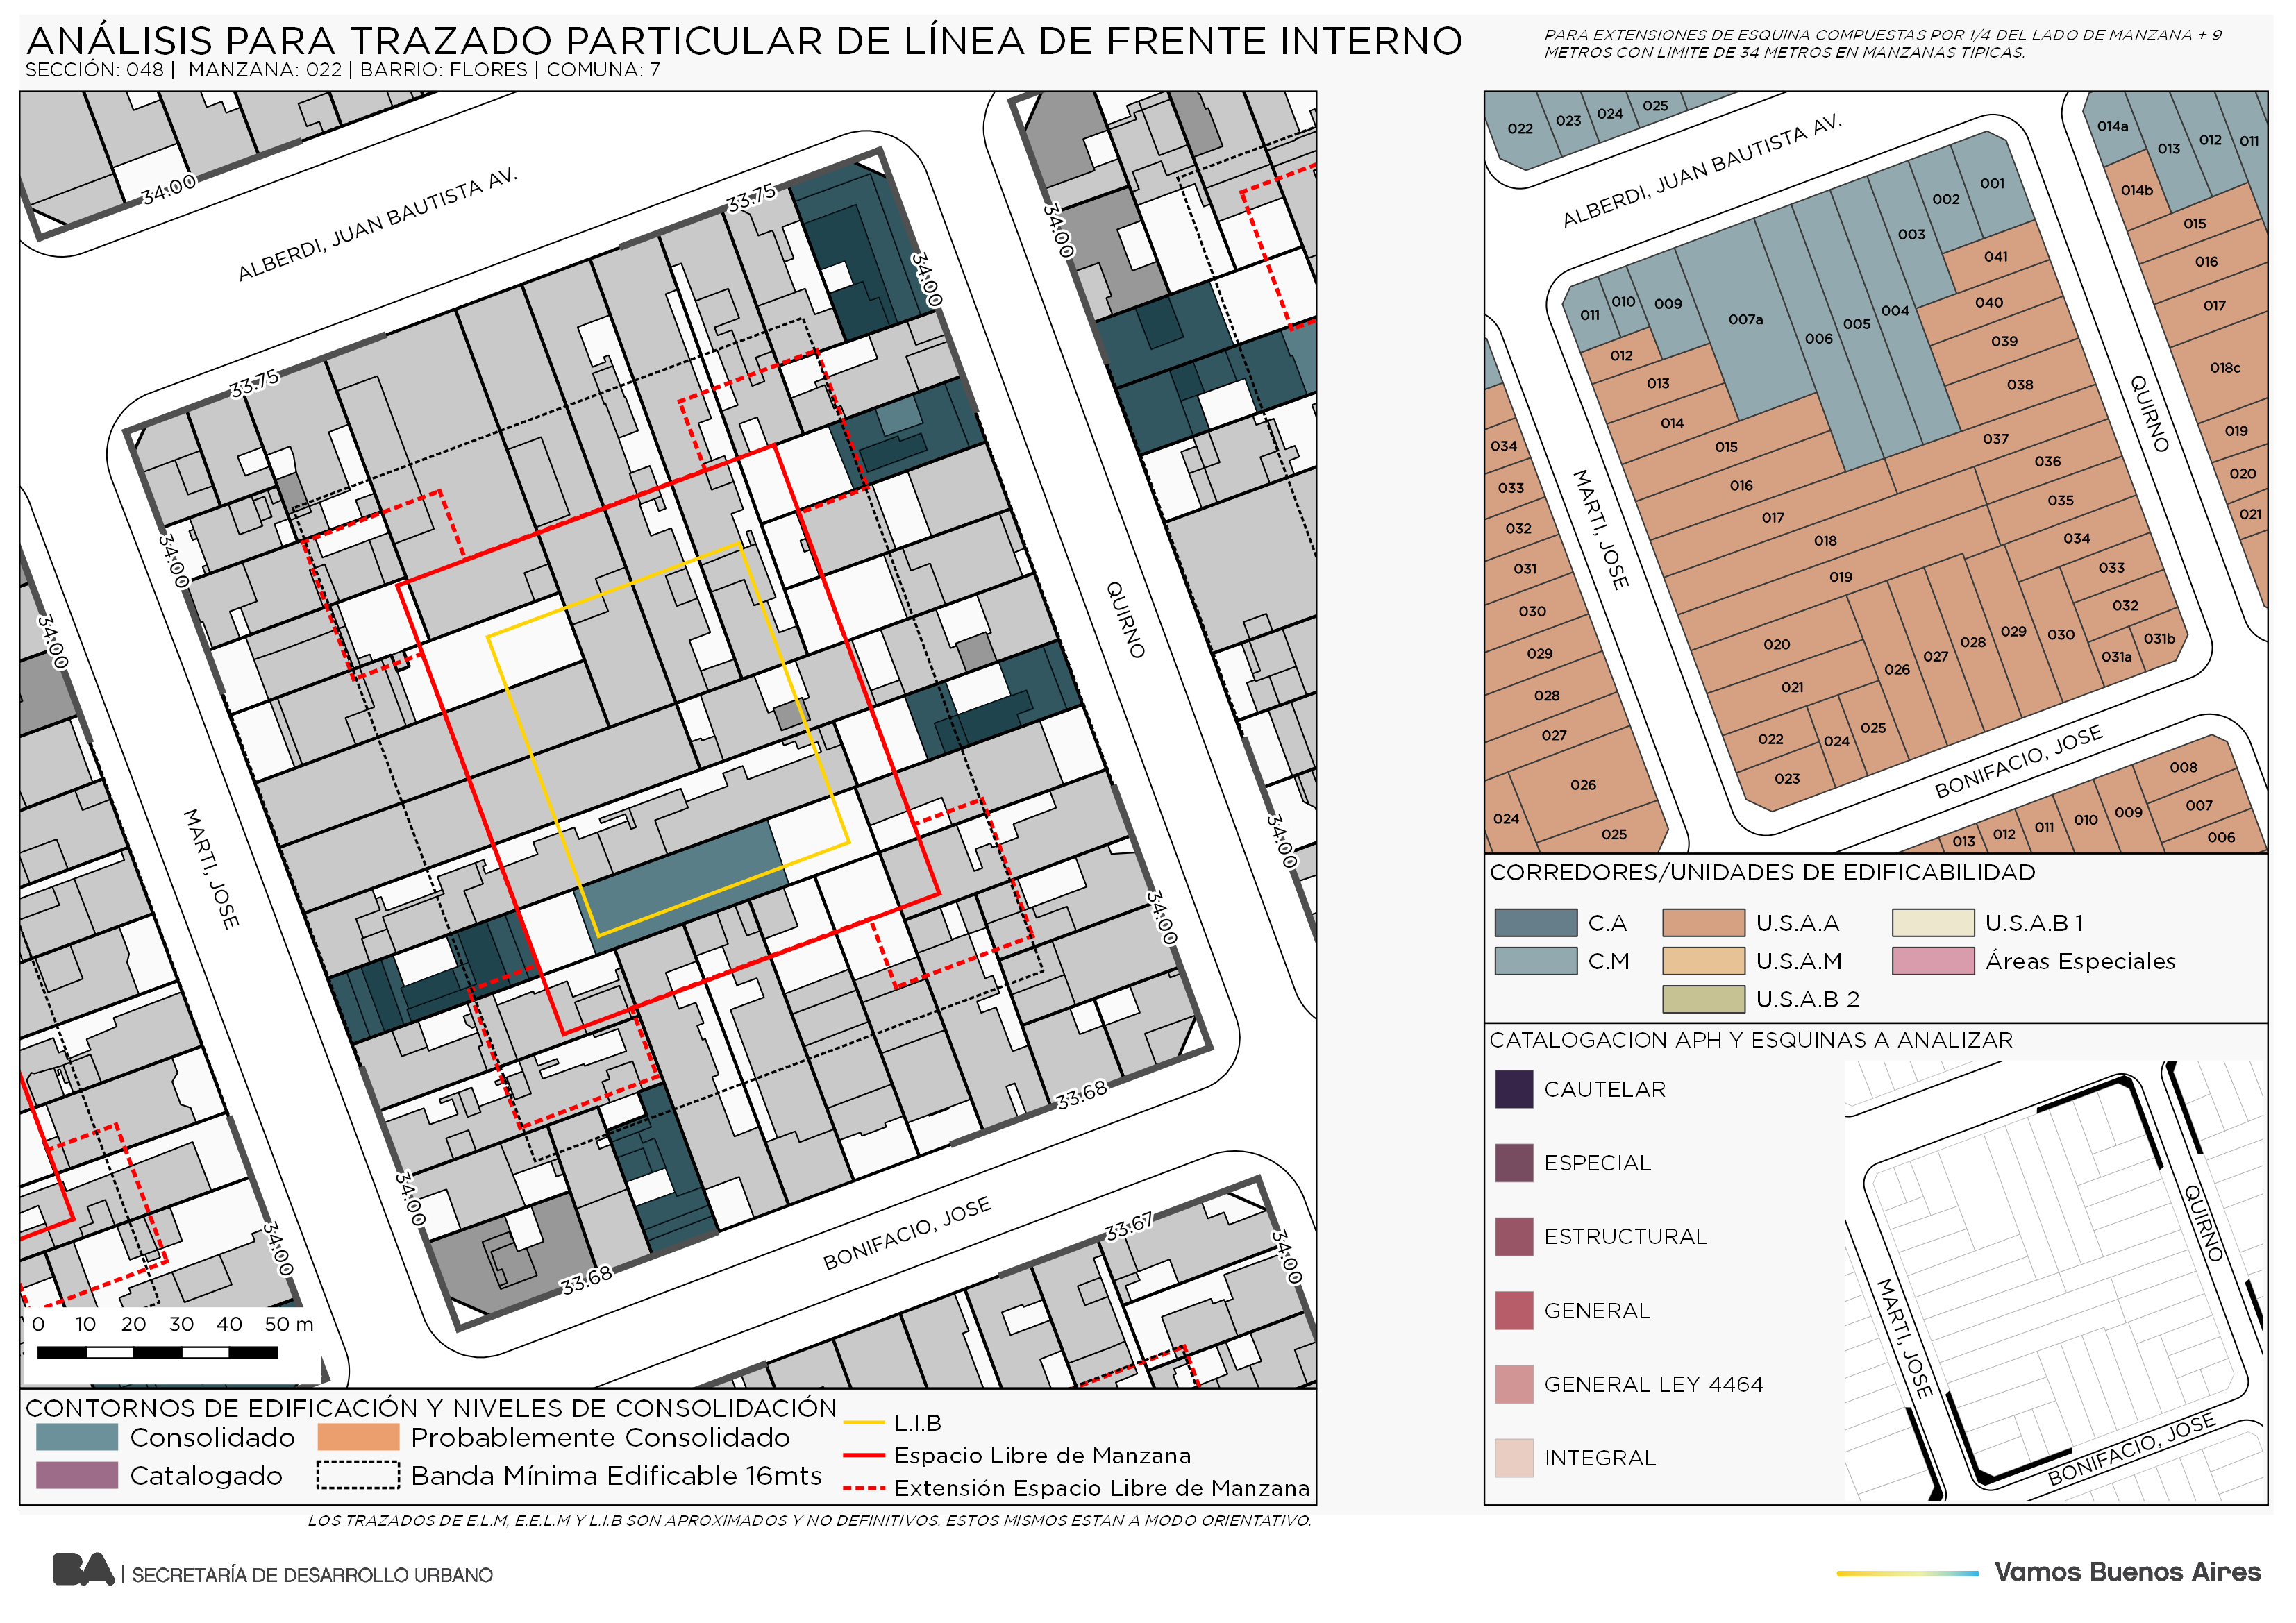 ANÁLISIS PARA TRAZADO PARTICULAR DE LÍNEA DE FRENTE INTERNO
SECCIÓN: 048 | MANZANA: 022 | BARRIO: FLORES | COMUNA: 7
PARA EXTENSIONES DE ESQUINA COMPUESTAS POR 1/4 DEL LADO DE MANZANA + 9
METROS CON LIMITE DE 34 METROS EN MANZANAS TIPICAS.
34.00
ALBERDI, JUAN BAUTISTA AV.
33.75
34.00
34.00
33.75
34.00
34.00
QUIRNO
MARTI, JOSE
34.00
34.00
34.00
33.68
34.00
33.68
BONIFACIO, JOSE
33.67
34.00
34.00
0 10 20 30 40 50 m
CONTORNOS DE EDIFICACIÓN Y NIVELES DE CONSOLIDACIÓN
Consolidado
Probablemente Consolidado
Catalogado
Banda Mínima Edificable 16mts
L.I.B
Espacio Libre de Manzana
Extensión Espacio Libre de Manzana
LOS TRAZADOS DE E.L.M, E.E.L.M Y L.I.B SON APROXIMADOS Y NO DEFINITIVOS. ESTOS MISMOS ESTAN A MODO ORIENTATIVO.
022
023
024
025
ALBERDI, JUAN BAUTISTA AV.
014a
013
012
011
014b
015
016
017
018c
019
020
021
001
002
003
004
005
006
007a
009
010
011
012
013
014
015
016
017
018
019
020
021
022
023
024
025
026
027
028
029
030
031a
031b
032
033
034
035
036
037
038
039
040
041
QUIRNO
MARTI, JOSE
BONIFACIO, JOSE
034
033
032
031
030
029
028
027
026
025
024
013
012
011
010
009
008
007
006
CORREDORES/UNIDADES DE EDIFICABILIDAD
C.A
U.S.A.A
U.S.A.B 1
C.M
U.S.A.M
Áreas Especiales
U.S.A.B 2
CATALOGACION APH Y ESQUINAS A ANALIZAR
CAUTELAR
ESPECIAL
ESTRUCTURAL
GENERAL
GENERAL LEY 4464
INTEGRAL
QUIRNO
MARTI, JOSE
BONIFACIO, JOSE
BA | SECRETARÍA DE DESARROLLO URBANO
Vamos Buenos Aires